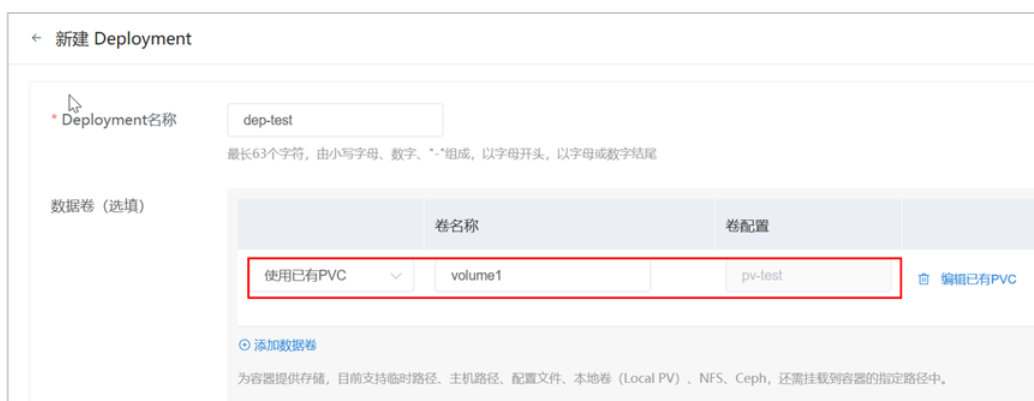 ← 新建 Deployment
* Deployment名称 dep-test
最长63个字符，由小写字母、数字、"-"组成，以字母开头，以字母或数字结尾
数据卷（选填）
卷名称 卷配置
使用已有PVC volume1 pv-test 编辑已有PVC
添加数据卷
为容器提供存储，目前支持临时路径、主机路径、配置文件、本地卷（Local PV）、NFS、Ceph，还需挂载到容器的指定路径中。